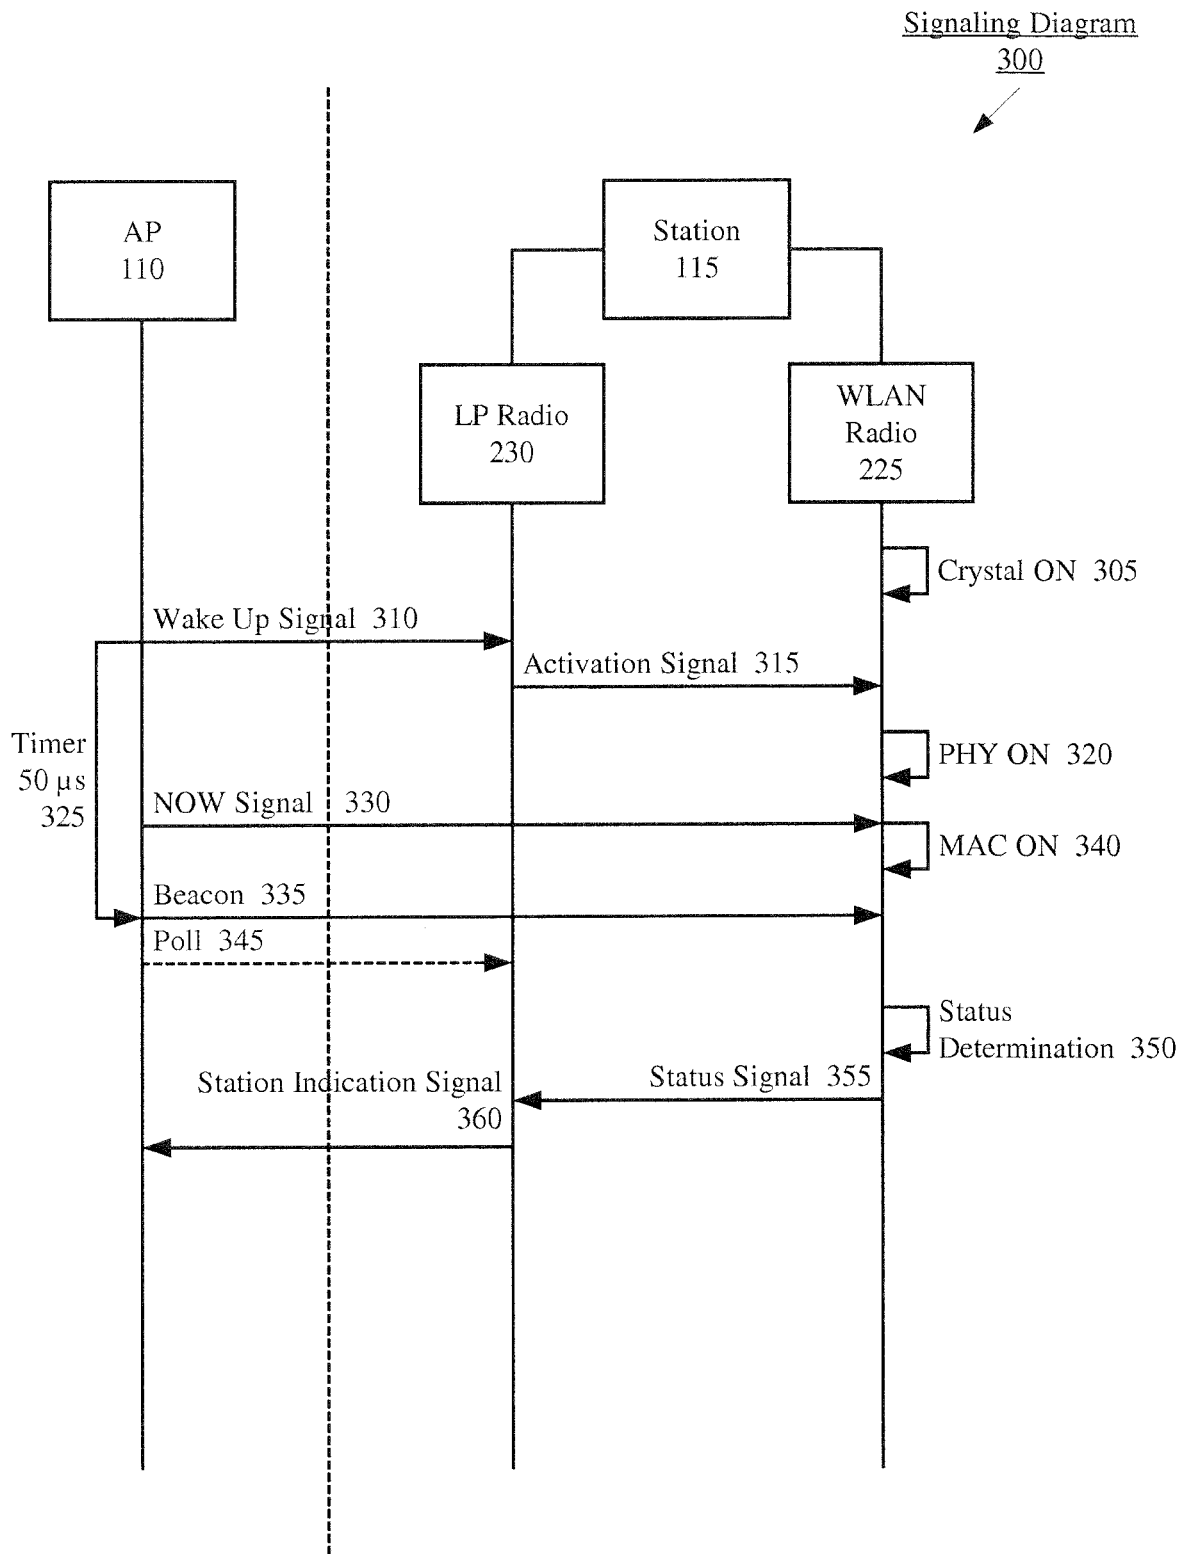 Signaling Diagram
300
AP
110
Station
115
LP Radio
230
WLAN
Radio
225
Crystal ON 305
Wake Up Signal 310
Activation Signal 315
Timer
50 µs
325
PHY ON 320
NOW Signal 330
MAC ON 340
Beacon 335
Poll 345
Status
Determination 350
Status Signal 355
Station Indication Signal
360